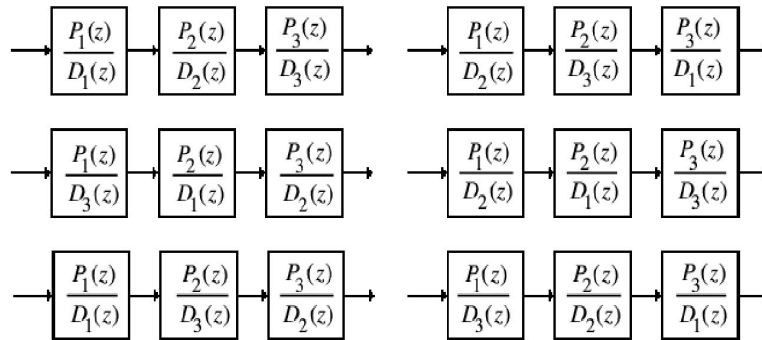 P₁(z) P₂(z) P₃(z) P₁(z) P₂(z) P₃(z)
D₁(z) D₂(z) D₃(z) D₂(z) D₃(z) D₁(z)
P₁(z) P₂(z) P₃(z) P₁(z) P₂(z) P₃(z)
D₃(z) D₁(z) D₂(z) D₂(z) D₁(z) D₃(z)
P₁(z) P₂(z) P₃(z) P₁(z) P₂(z) P₃(z)
D₁(z) D₃(z) D₂(z) D₃(z) D₂(z) D₁(z)